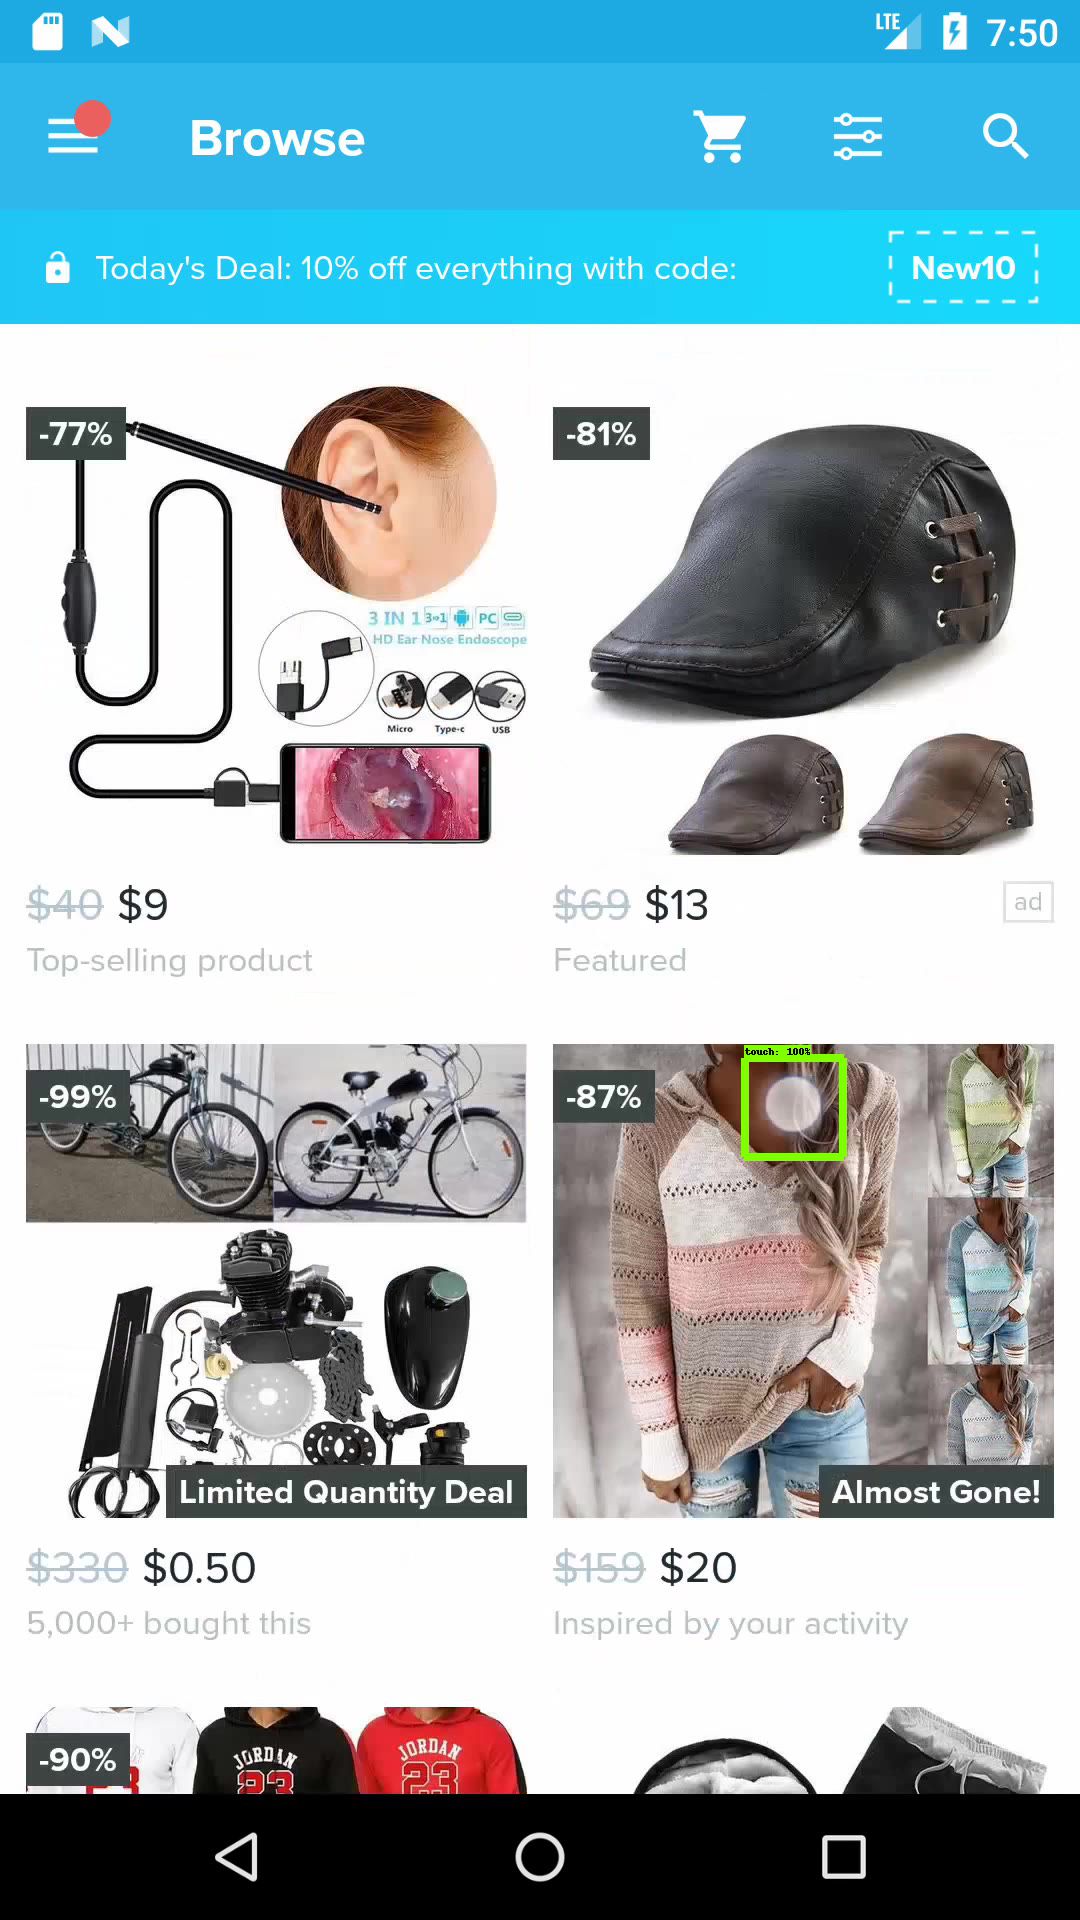 LTE 7:50
Browse
Today's Deal: 10% off everything with code: New10
-77%
-81%
3 IN 1 3in1 PC
HD Ear Nose Endoscope
Micro Type-c USB
$40 $9
$69 $13 ad
Top-selling product
Featured
touch: 100%
-99%
-87%
Limited Quantity Deal
Almost Gone!
$330 $0.50
$159 $20
5,000+ bought this
Inspired by your activity
-90%
JORDAN
23
JORDAN
23